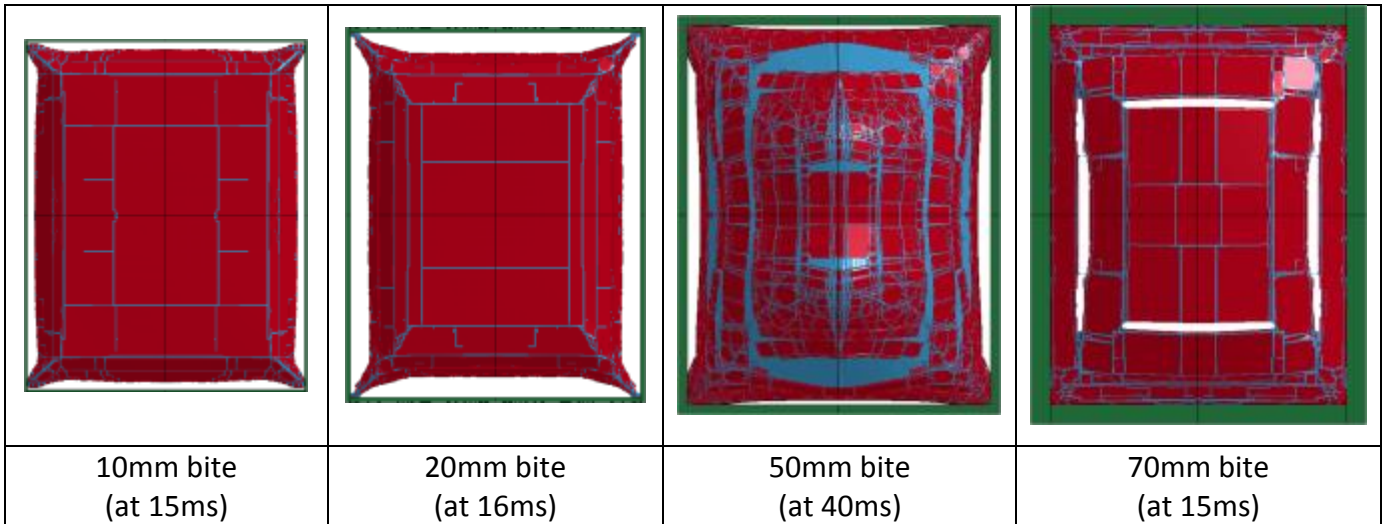 10mm bite
(at 15ms)
20mm bite
(at 16ms)
50mm bite
(at 40ms)
70mm bite
(at 15ms)